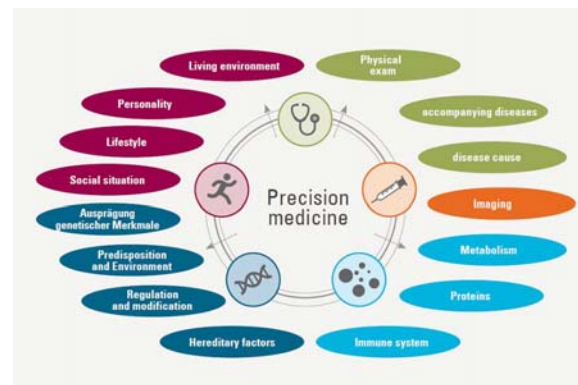 Living environment
Physical
exam
Personality
accompanying diseases
Lifestyle
disease cause
Social situation
Precision
medicine
Imaging
Ausprägung
genetischer Merkmale
Metabolism
Predisposition
and Environment
Proteins
Regulation
and modification
Hereditary factors
Immune system